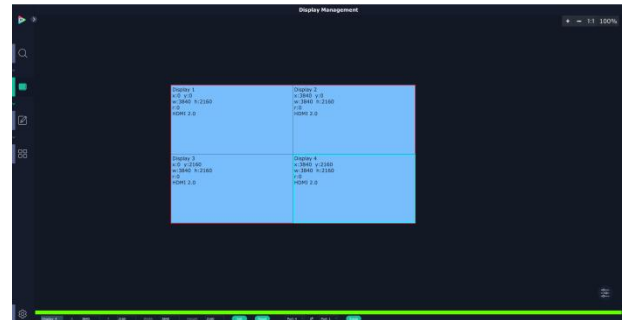 Display Management
+ - 1:1 100%
Display 1
x:0 y:0
w:3840 h:2160
r:0
HDMI 2.0
Display 2
x:3840 y:0
w:3840 h:2160
r:0
HDMI 2.0
Display 3
x:0 y:2160
w:3840 h:2160
r:0
HDMI 2.0
Display 4
x:3840 y:2160
w:3840 h:2160
r:0
HDMI 2.0